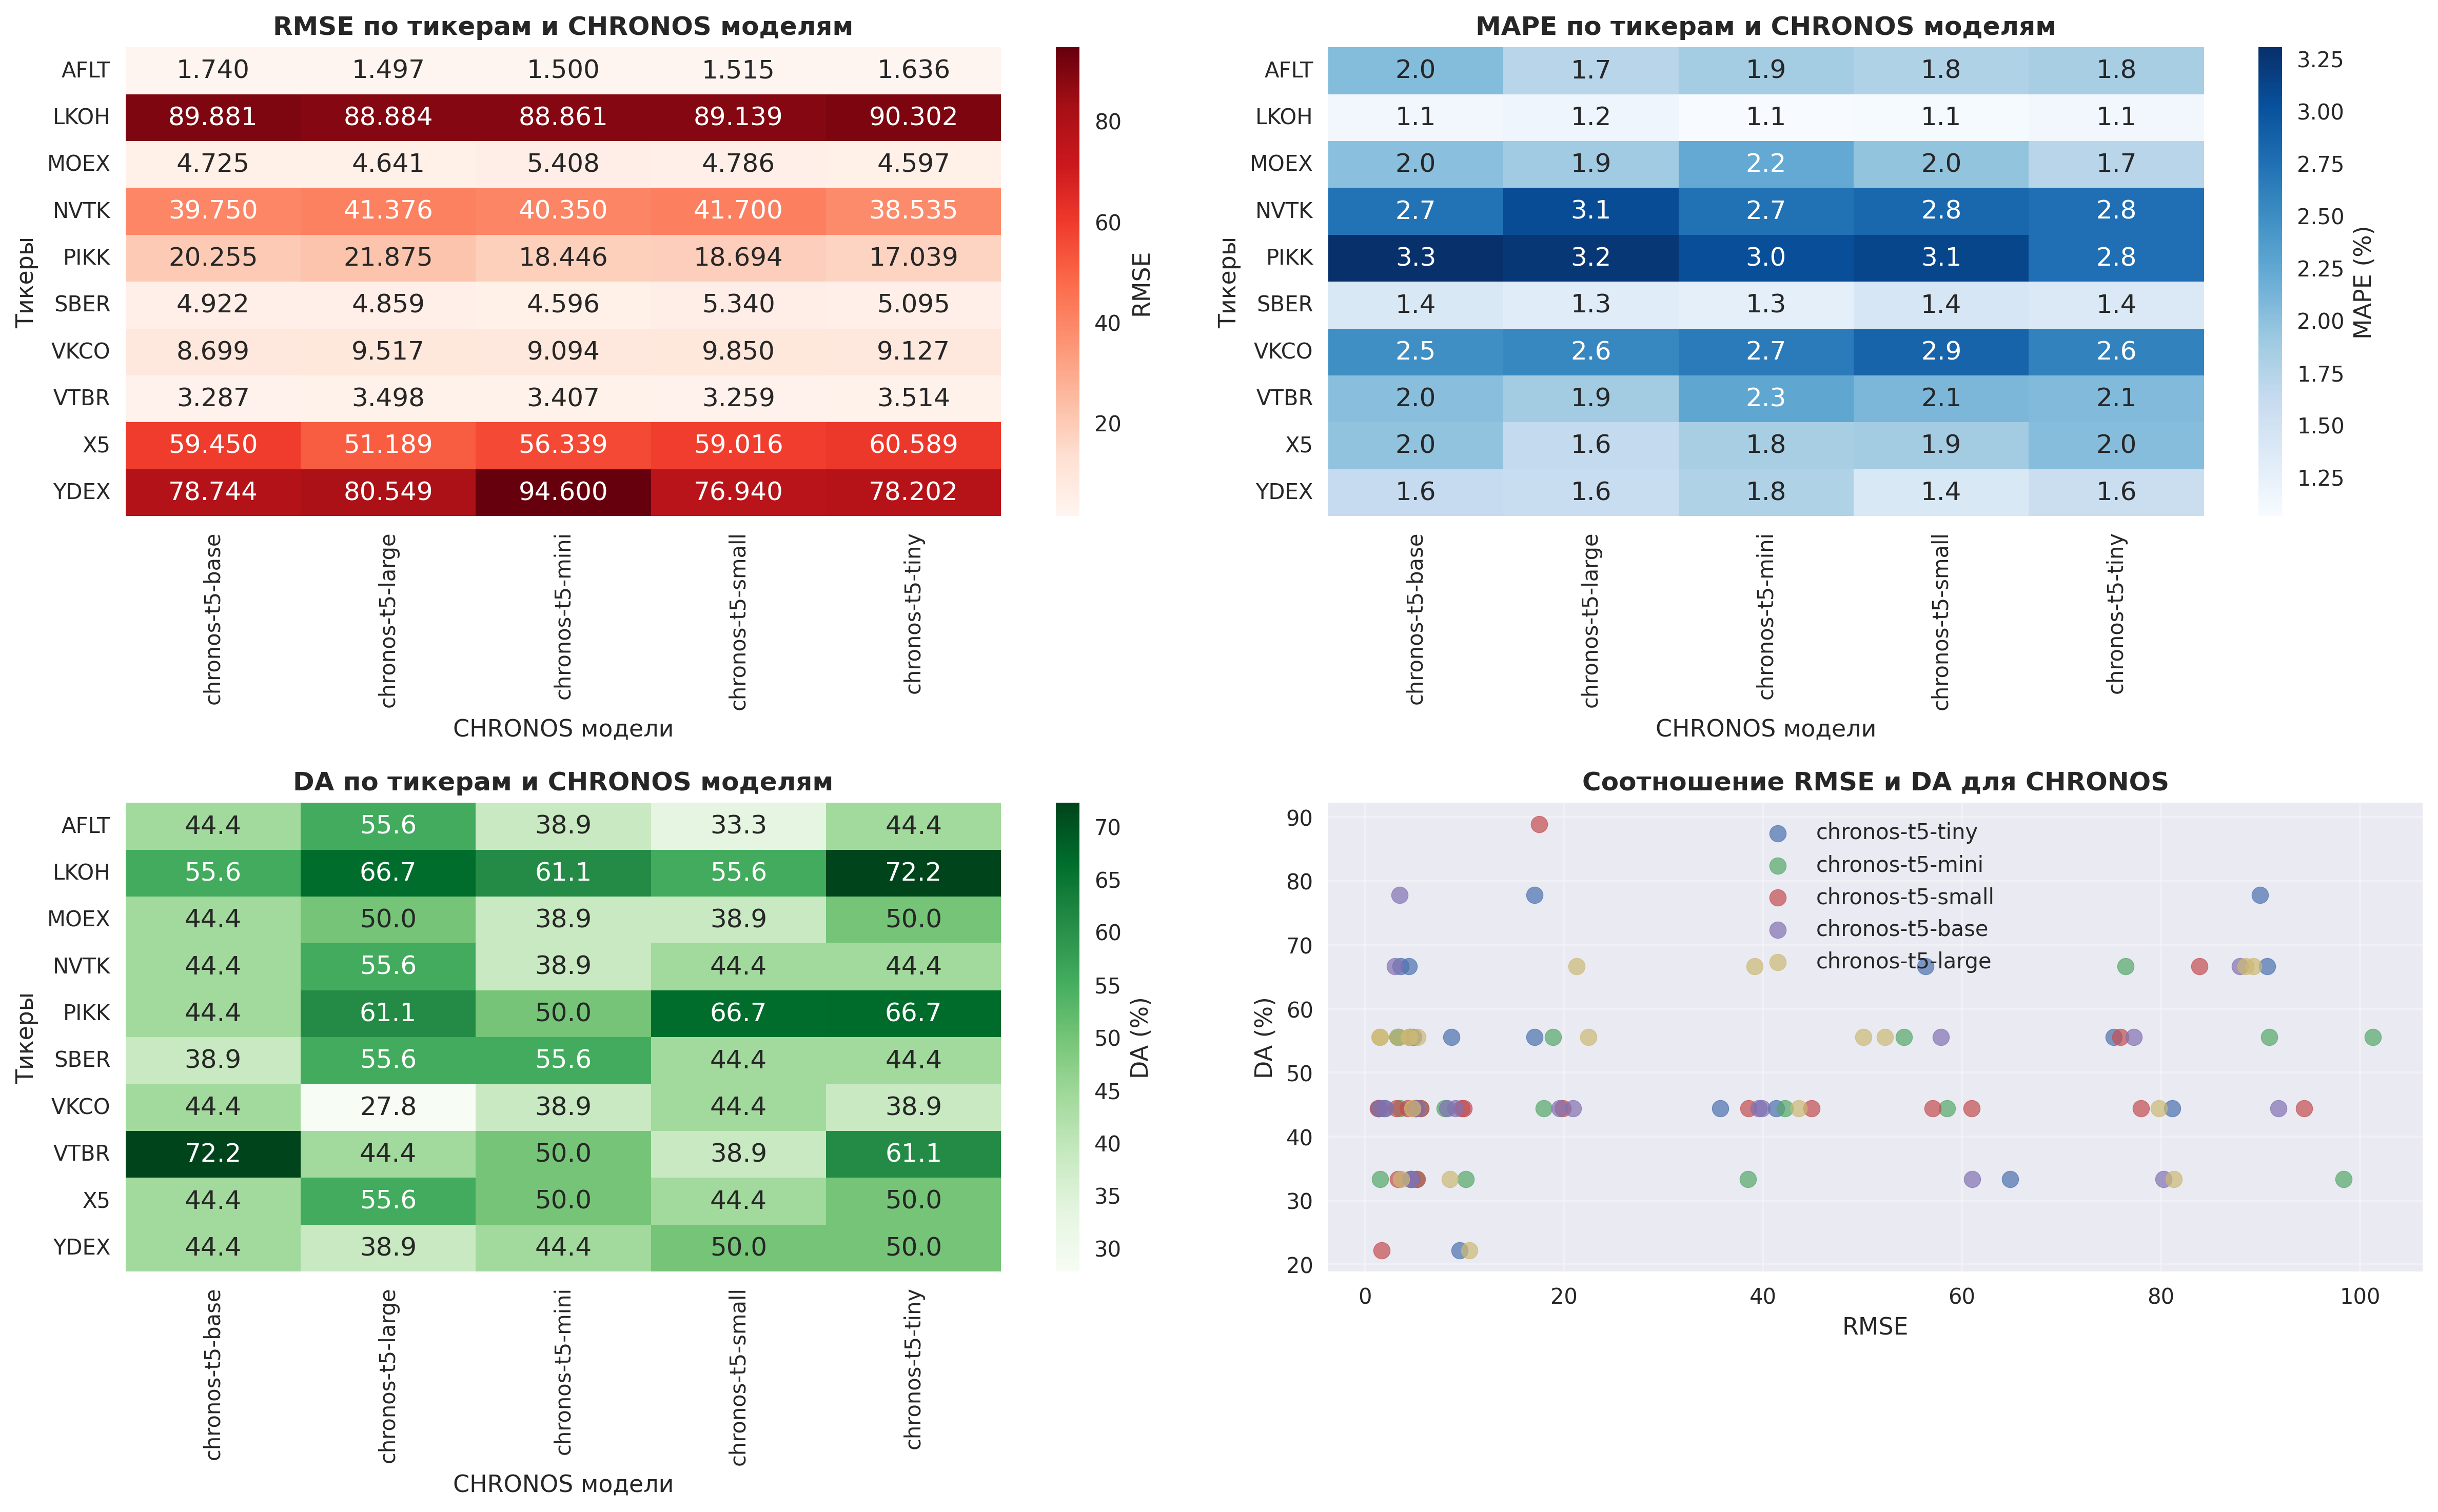 RMSE по тикерам и CHRONOS моделям
Тикеры
AFLT 1.740 1.497 1.500 1.515 1.636
LKOH 89.881 88.884 88.861 89.139 90.302
MOEX 4.725 4.641 5.408 4.786 4.597
NVTK 39.750 41.376 40.350 41.700 38.535
PIKK 20.255 21.875 18.446 18.694 17.039
SBER 4.922 4.859 4.596 5.340 5.095
VKCO 8.699 9.517 9.094 9.850 9.127
VTBR 3.287 3.498 3.407 3.259 3.514
X5 59.450 51.189 56.339 59.016 60.589
YDEX 78.744 80.549 94.600 76.940 78.202
chronos-t5-base
chronos-t5-large
chronos-t5-mini
chronos-t5-small
chronos-t5-tiny
CHRONOS модели
80
60
40
20
RMSE
MAPE по тикерам и CHRONOS моделям
Тикеры
AFLT 2.0 1.7 1.9 1.8 1.8
LKOH 1.1 1.2 1.1 1.1 1.1
MOEX 2.0 1.9 2.2 2.0 1.7
NVTK 2.7 3.1 2.7 2.8 2.8
PIKK 3.3 3.2 3.0 3.1 2.8
SBER 1.4 1.3 1.3 1.4 1.4
VKCO 2.5 2.6 2.7 2.9 2.6
VTBR 2.0 1.9 2.3 2.1 2.1
X5 2.0 1.6 1.8 1.9 2.0
YDEX 1.6 1.6 1.8 1.4 1.6
chronos-t5-base
chronos-t5-large
chronos-t5-mini
chronos-t5-small
chronos-t5-tiny
CHRONOS модели
3.25
3.00
2.75
2.50
2.25
2.00
1.75
1.50
1.25
MAPE (%)
DA по тикерам и CHRONOS моделям
Тикеры
AFLT 44.4 55.6 38.9 33.3 44.4
LKOH 55.6 66.7 61.1 55.6 72.2
MOEX 44.4 50.0 38.9 38.9 50.0
NVTK 44.4 55.6 38.9 44.4 44.4
PIKK 44.4 61.1 50.0 66.7 66.7
SBER 38.9 55.6 55.6 44.4 44.4
VKCO 44.4 27.8 38.9 44.4 38.9
VTBR 72.2 44.4 50.0 38.9 61.1
X5 44.4 55.6 50.0 44.4 50.0
YDEX 44.4 38.9 44.4 50.0 50.0
chronos-t5-base
chronos-t5-large
chronos-t5-mini
chronos-t5-small
chronos-t5-tiny
CHRONOS модели
70
65
60
55
50
45
40
35
30
DA (%)
Соотношение RMSE и DA для CHRONOS
DA (%)
90
80
70
60
50
40
30
20
chronos-t5-tiny
chronos-t5-mini
chronos-t5-small
chronos-t5-base
chronos-t5-large
0 20 40 60 80 100
RMSE